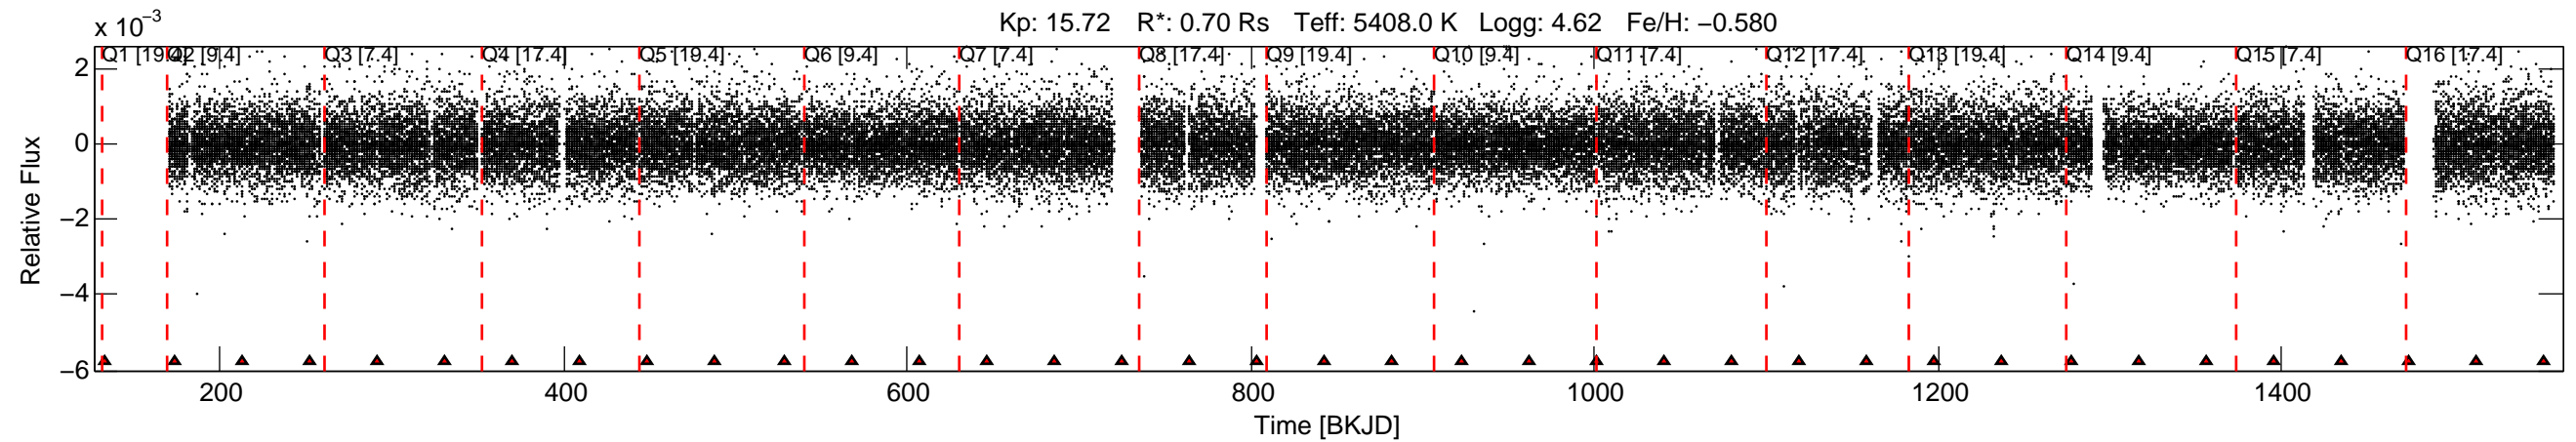 Kp: 15.72 R*: 0.70 Rs Teff: 5408.0 K Logg: 4.62 Fe/H: −0.580
x 10−3
Q2 [9.4] Q3 [7.4] Q4 [17.4] Q5 [19.4] Q6 [9.4] Q7 [7.4] Q8 [17.4] Q9 [19.4] Q10 [9.4] Q11 [7.4] Q12 [17.4] Q13 [19.4] Q14 [9.4] Q15 [7.4] Q16 [17.4]
2
0
−2
−4
−6
Relative Flux
200 400 600 800 1000 1200 1400
Time [BKJD]